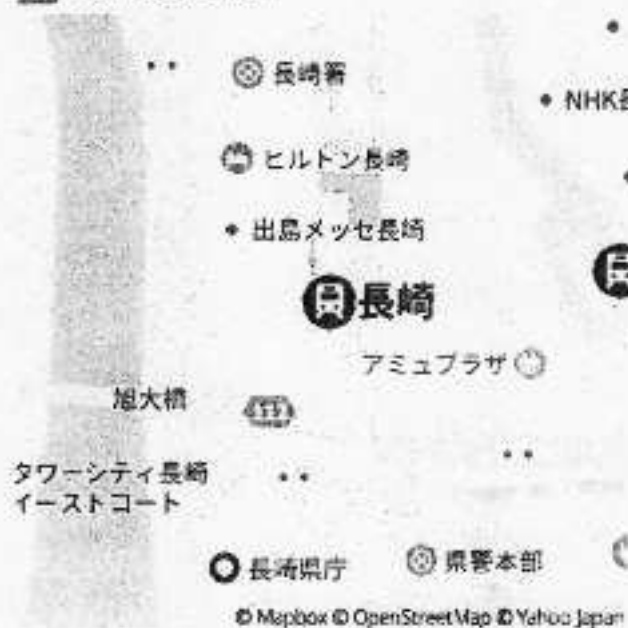 長崎署
NHK長
ヒルトン長崎
出島メッセ長崎
長崎
アミュプラザ
旭大橋
タワーシティ長崎
イーストコート
長崎県庁
県警本部
© Mapbox © OpenStreetMap © Yahoo Japan